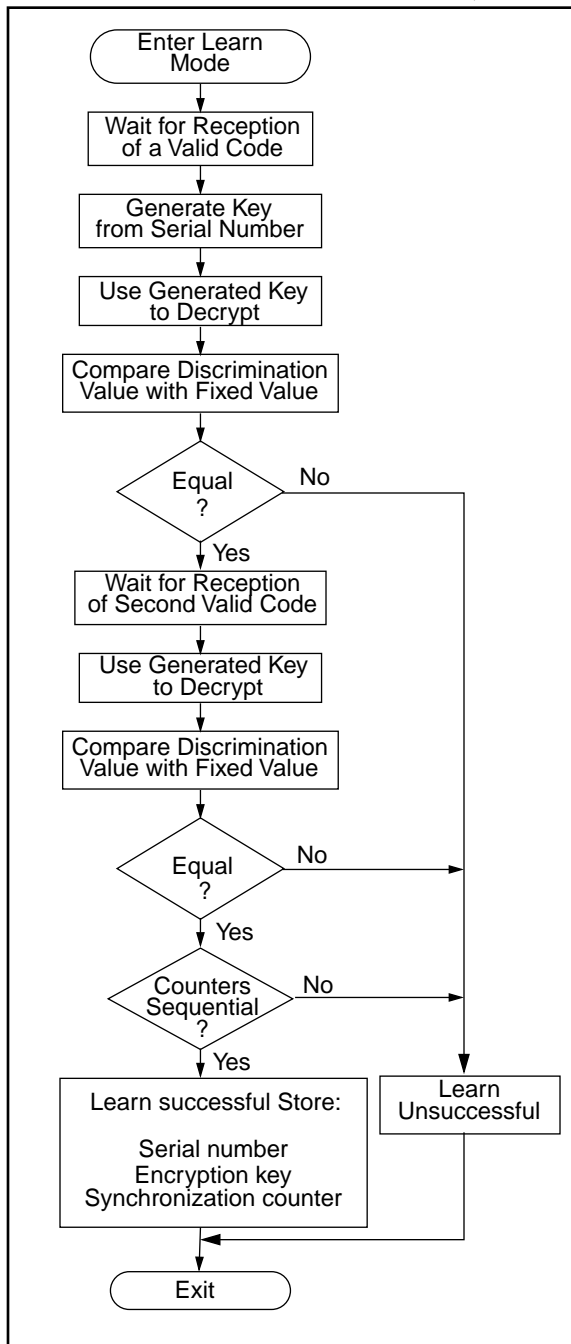 Enter Learn
Mode
Wait for Reception
of a Valid Code
Generate Key
from Serial Number
Use Generated Key
to Decrypt
Compare Discrimination
Value with Fixed Value
Equal
?
No
Yes
Wait for Reception
of Second Valid Code
Use Generated Key
to Decrypt
Compare Discrimination
Value with Fixed Value
Equal
?
No
Yes
Counters
Sequential
?
No
Yes
Learn successful Store:
Serial number
Encryption key
Synchronization counter
Learn
Unsuccessful
Exit